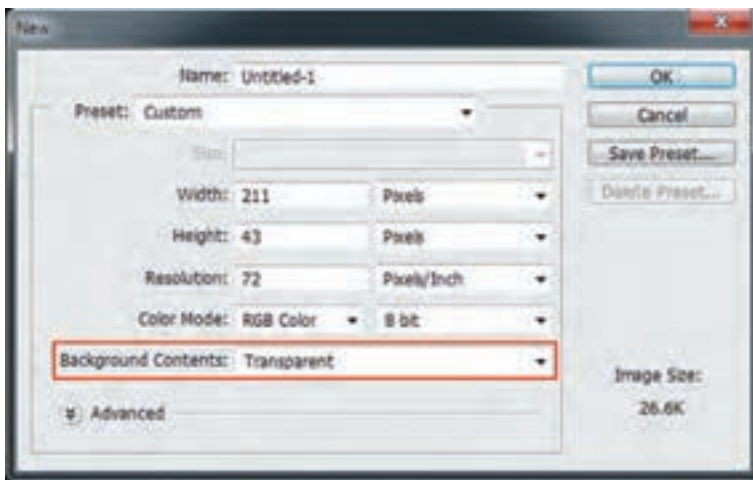 New
Name: Untitled-1
OK
Preset: Custom
Cancel
Size:
Save Preset...
Width: 211 Pixels
Delete Preset...
Height: 43 Pixels
Resolution: 72 Pixels/Inch
Color Mode: RGB Color 8 bit
Background Contents: Transparent
Image Size:
26.6K
Advanced